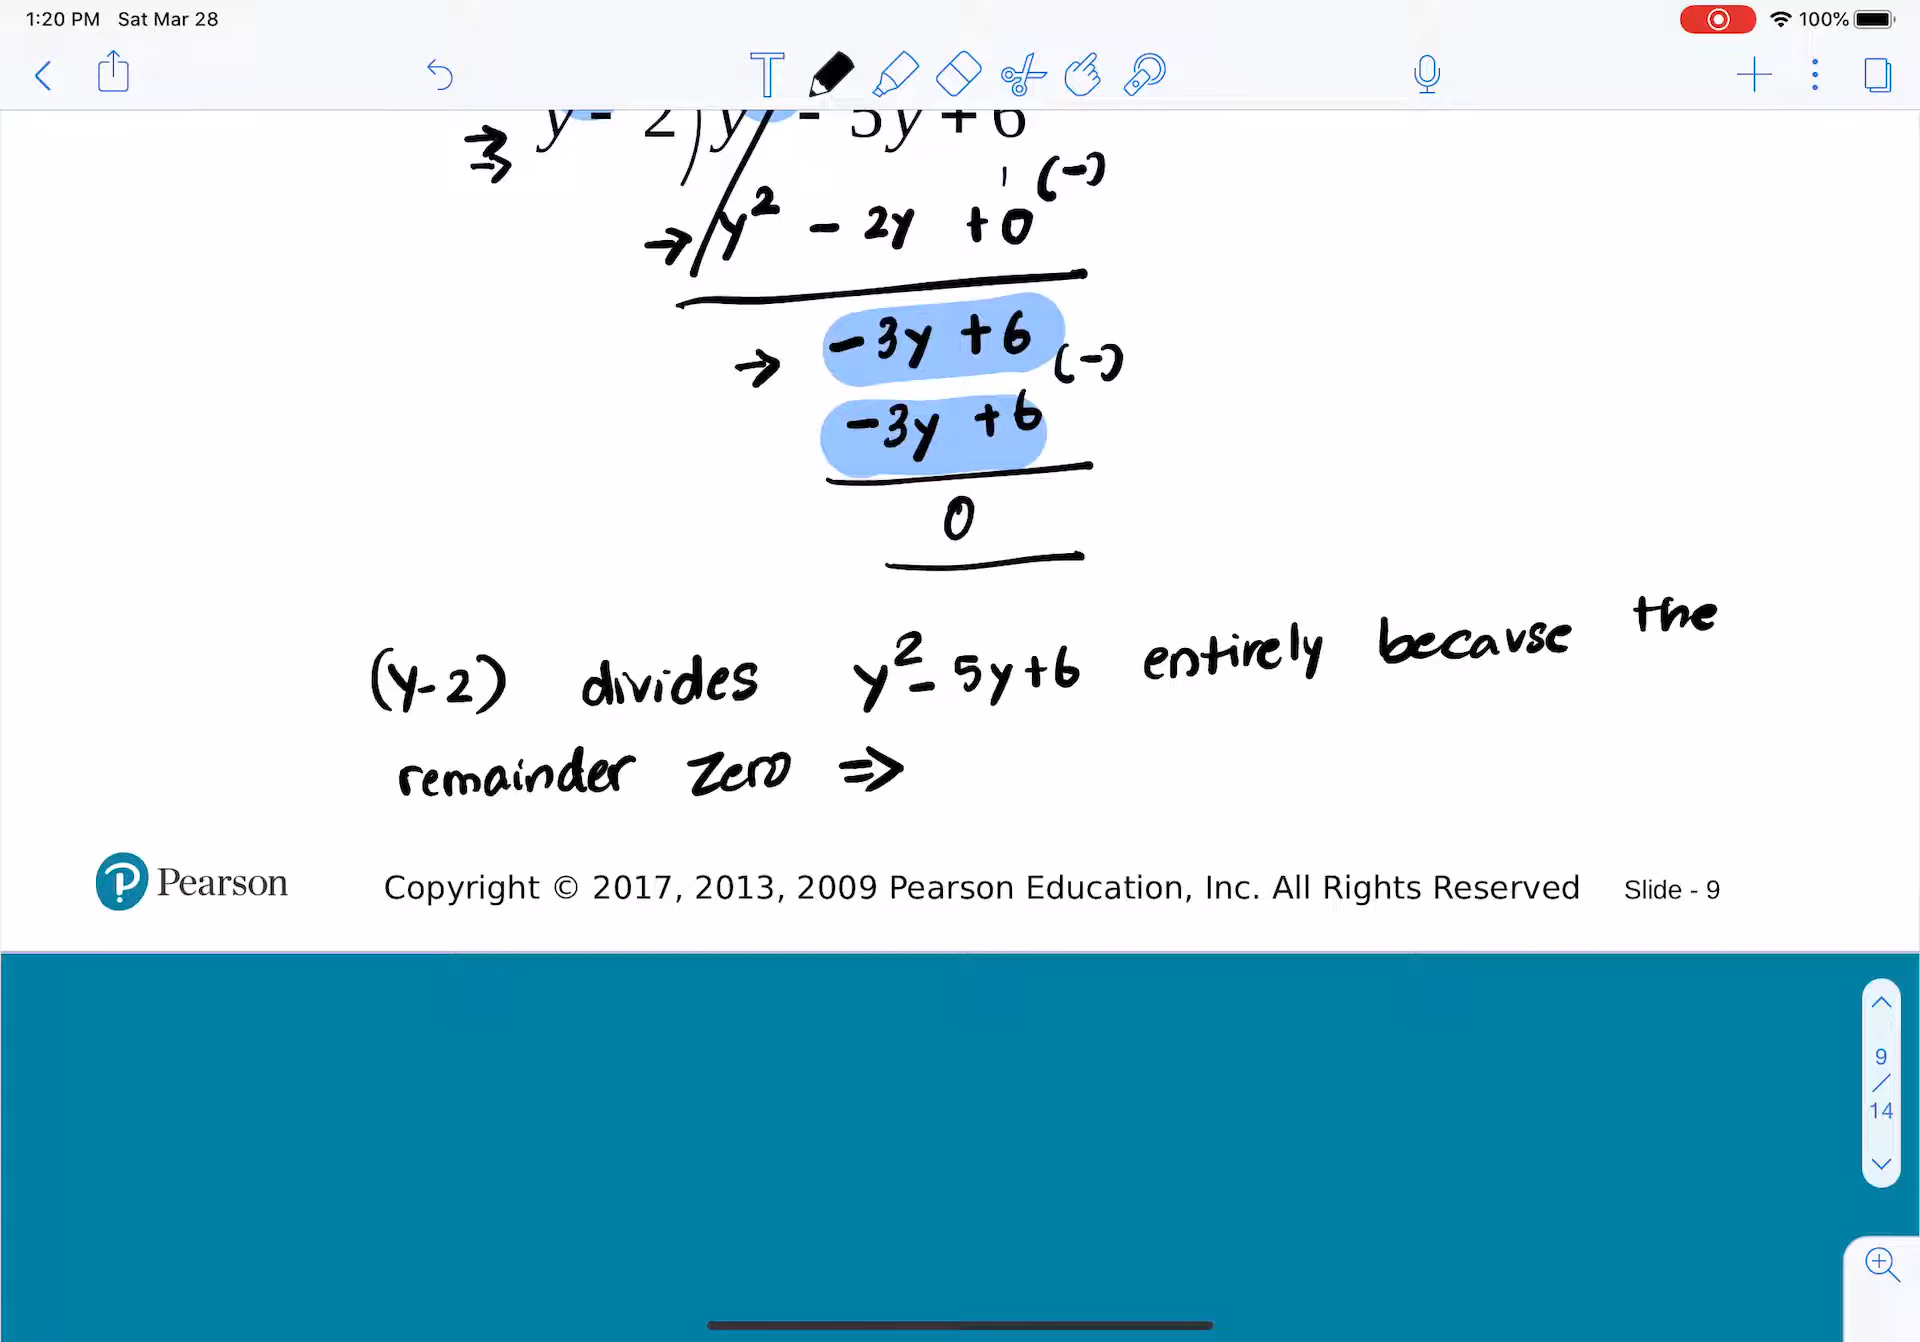 1:20 PM Sat Mar 28
100%
T
⇒ y - 2)y - 5y + 6
(-)
→ y² - 2y + 0
→ -3y + 6
(-)
-3y + 6
0
(y-2) divides y²-5y+6 entirely because the
remainder zero ⇒
Pearson Copyright © 2017, 2013, 2009 Pearson Education, Inc. All Rights Reserved Slide - 9
9
/
14